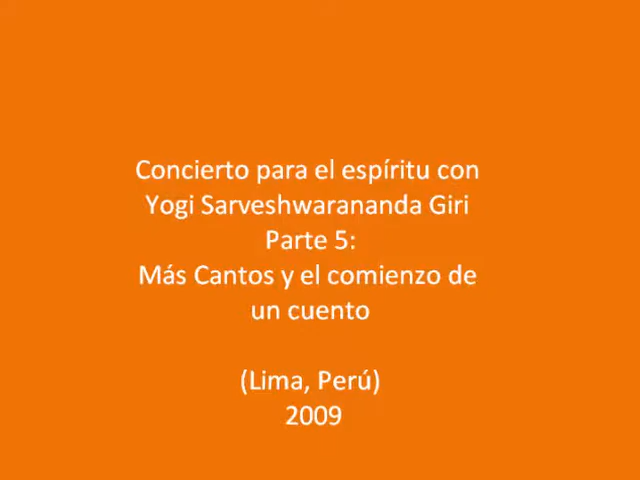 Concierto para el espíritu con
Yogi Sarveshwarananda Giri
Parte 5:
Más Cantos y el comienzo de
un cuento
(Lima, Perú)
2009